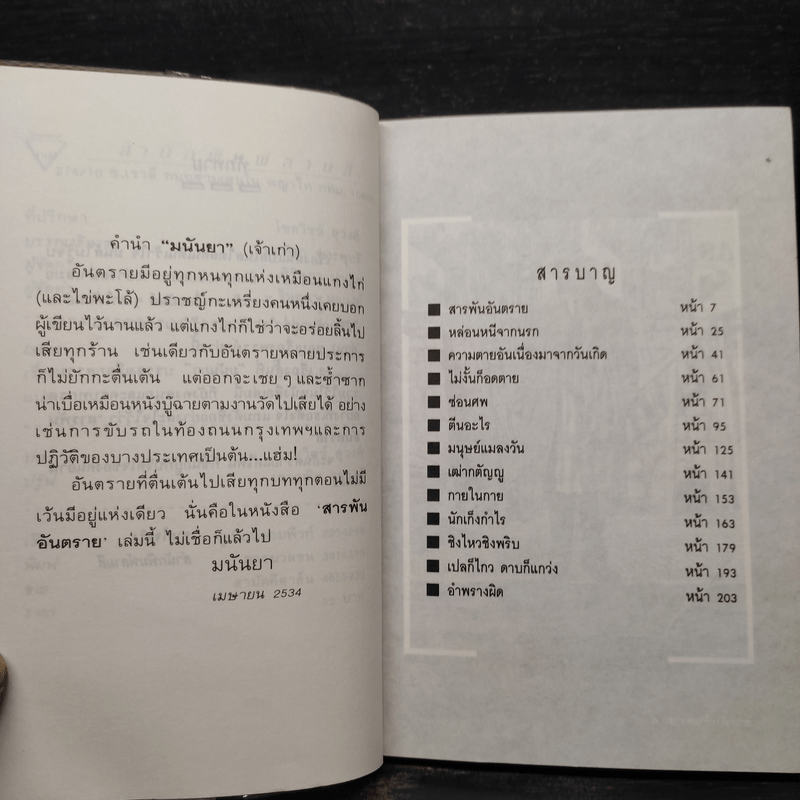 คำนำ "มนันยา" (เจ้าเก่า)
อันตรายมีอยู่ทุกหนทุกแห่งเหมือนแกงไก่
(และไข่พะโล้) ปราชญ์กะเหรี่ยงคนหนึ่งเคยบอก
ผู้เขียนไว้นานแล้ว แต่แกงไก่ก็ใช่ว่าจะอร่อยลิ้นไป
เสียทุกร้าน เช่นเดียวกับอันตรายหลายประการ
ก็ไม่ยักกะตื่นเต้น แต่ออกจะเชย ๆ และซ้ำซาก
น่าเบื่อเหมือนหนังบู๊ฉายตามงานวัดไปเสียได้ อย่าง
เช่นการขับรถในท้องถนนกรุงเทพฯและการ
ปฏิวัติของบางประเทศเป็นต้น...แฮ่ม!
อันตรายที่ตื่นเต้นไปเสียทุกบททุกตอนไม่มี
เว้นมีอยู่แห่งเดียว นั่นคือในหนังสือ 'สารพัน
อันตราย' เล่มนี้ ไม่เชื่อก็แล้วไป
มนันยา
เมษายน 2534
สารบาญ
สารพันอันตราย หน้า 7
หล่อนหนีจากนรก หน้า 25
ความตายอันเนื่องมาจากวันเกิด หน้า 41
ไม่งั้นก็อดตาย หน้า 61
ซ่อนศพ หน้า 71
ตีนอะไร หน้า 95
มนุษย์แมลงวัน หน้า 125
เฒ่ากตัญญู หน้า 141
กายในกาย หน้า 153
นักเก็งกำไร หน้า 163
ชิงไหวชิงพริบ หน้า 179
เปลก็ไกว ดาบก็แกว่ง หน้า 193
อำพรางผิด หน้า 203